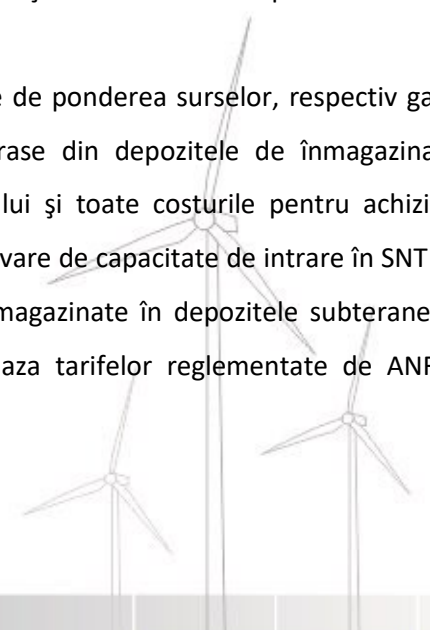 e de ponderea surselor, respectiv ga
rase din depozitele de înmagazina
lui şi toate costurile pentru achizi
vare de capacitate de intrare în SNT
magazinate în depozitele subterane
aza tarifelor reglementate de ANR